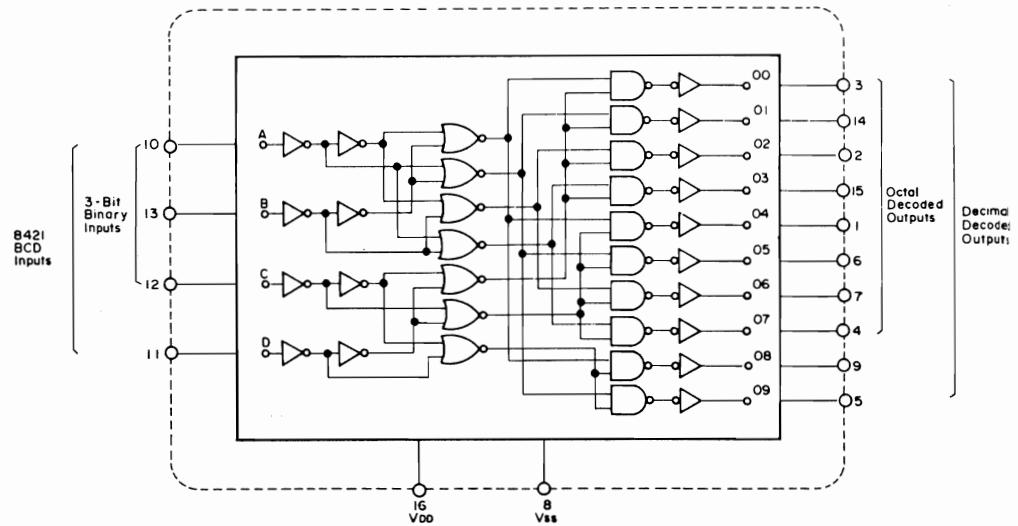 8421
BCD
Inputs
3-Bit
Binary
Inputs
10
13
12
11
A
B
C
D
00
01
02
03
04
05
06
07
08
09
3
14
2
15
1
6
7
4
9
5
Octal
Decoded
Outputs
Decimal
Decoded
Outputs
16
VDD
8
VSS